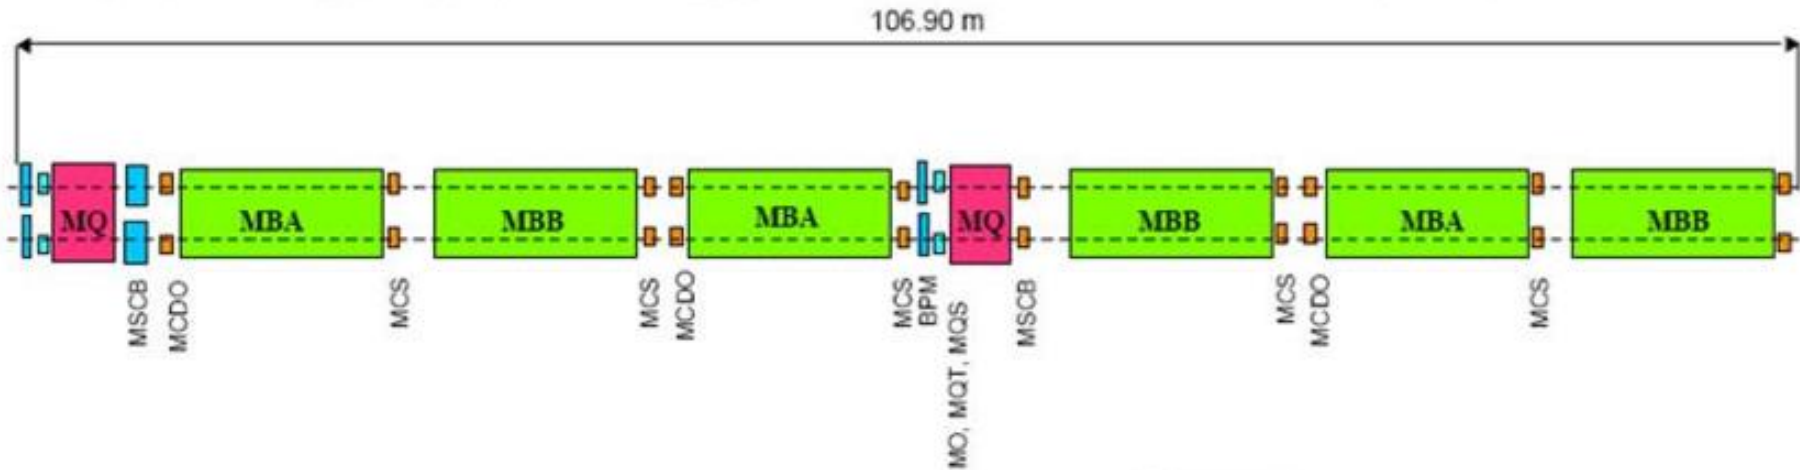 106.90 m
MQ
MBA
MBB
MBA
MQ
MBB
MBA
MBB
MSCB
MCDO
MCS
MCS
MCDO
MCS
BPM
MO, MQT, MQS
MSCB
MCS
MCDO
MCS